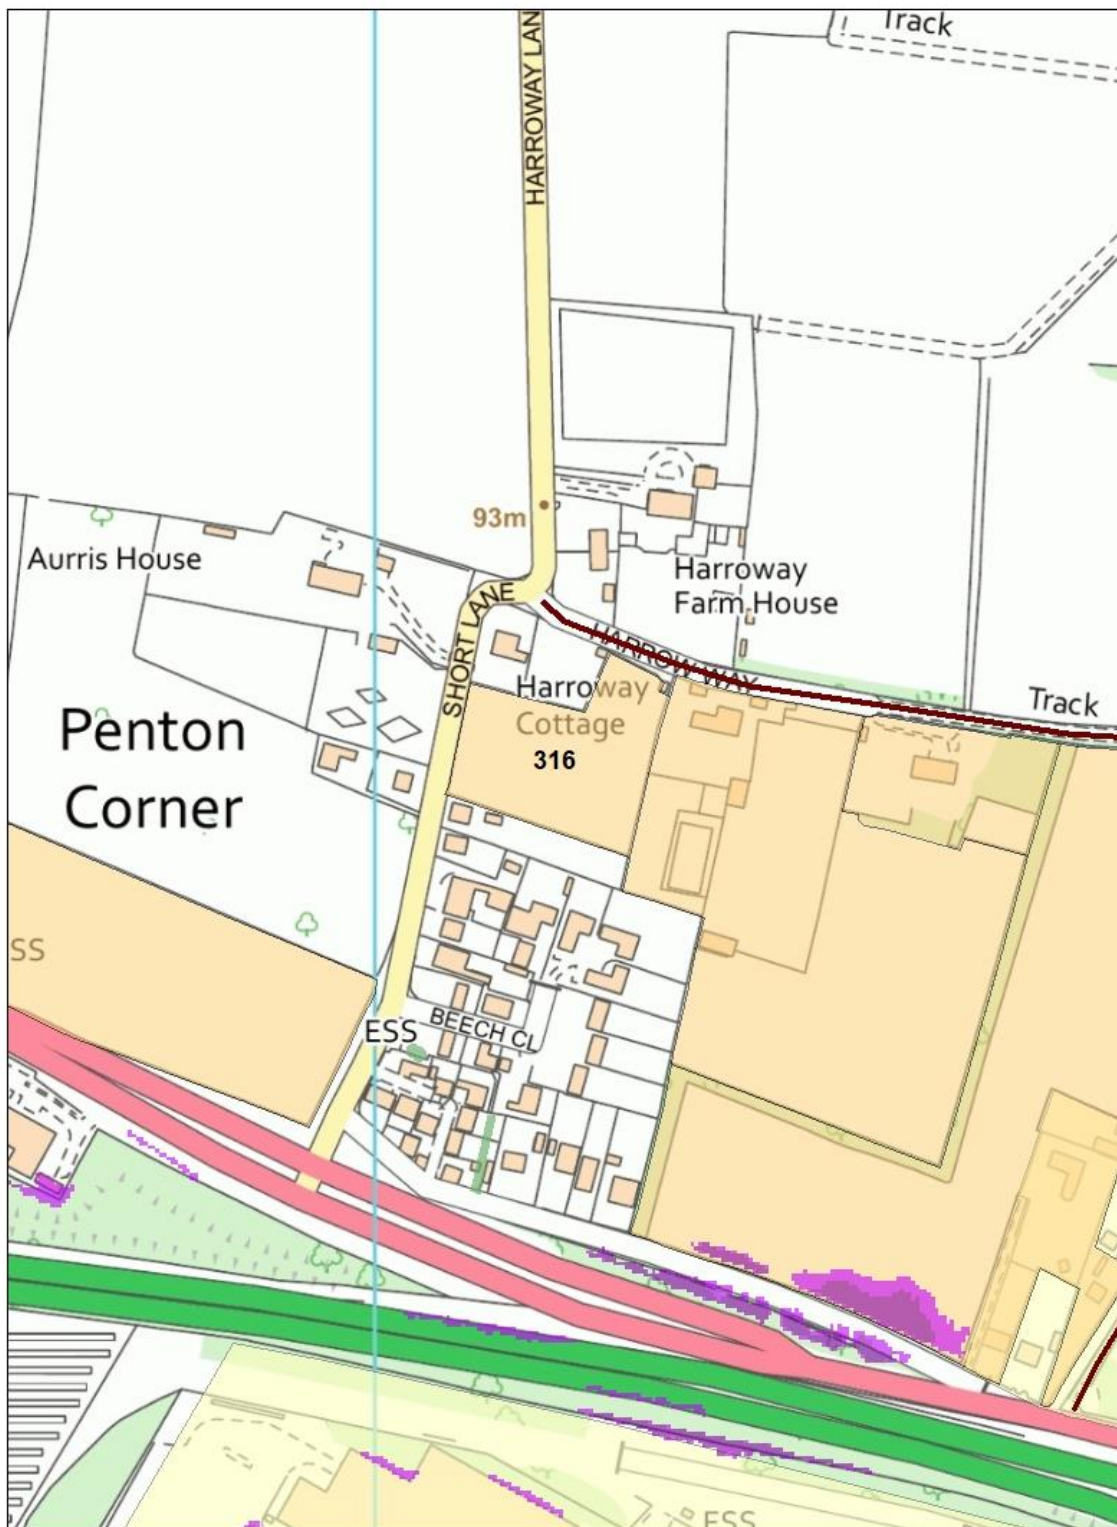 Track
HARROWAY LAN
93m
Aurris House
Harroway
Farm House
SHORT LANE
HARROW WAY
Harroway
Cottage
Track
316
Penton
Corner
SS
ESS
BEECH CL
ESS